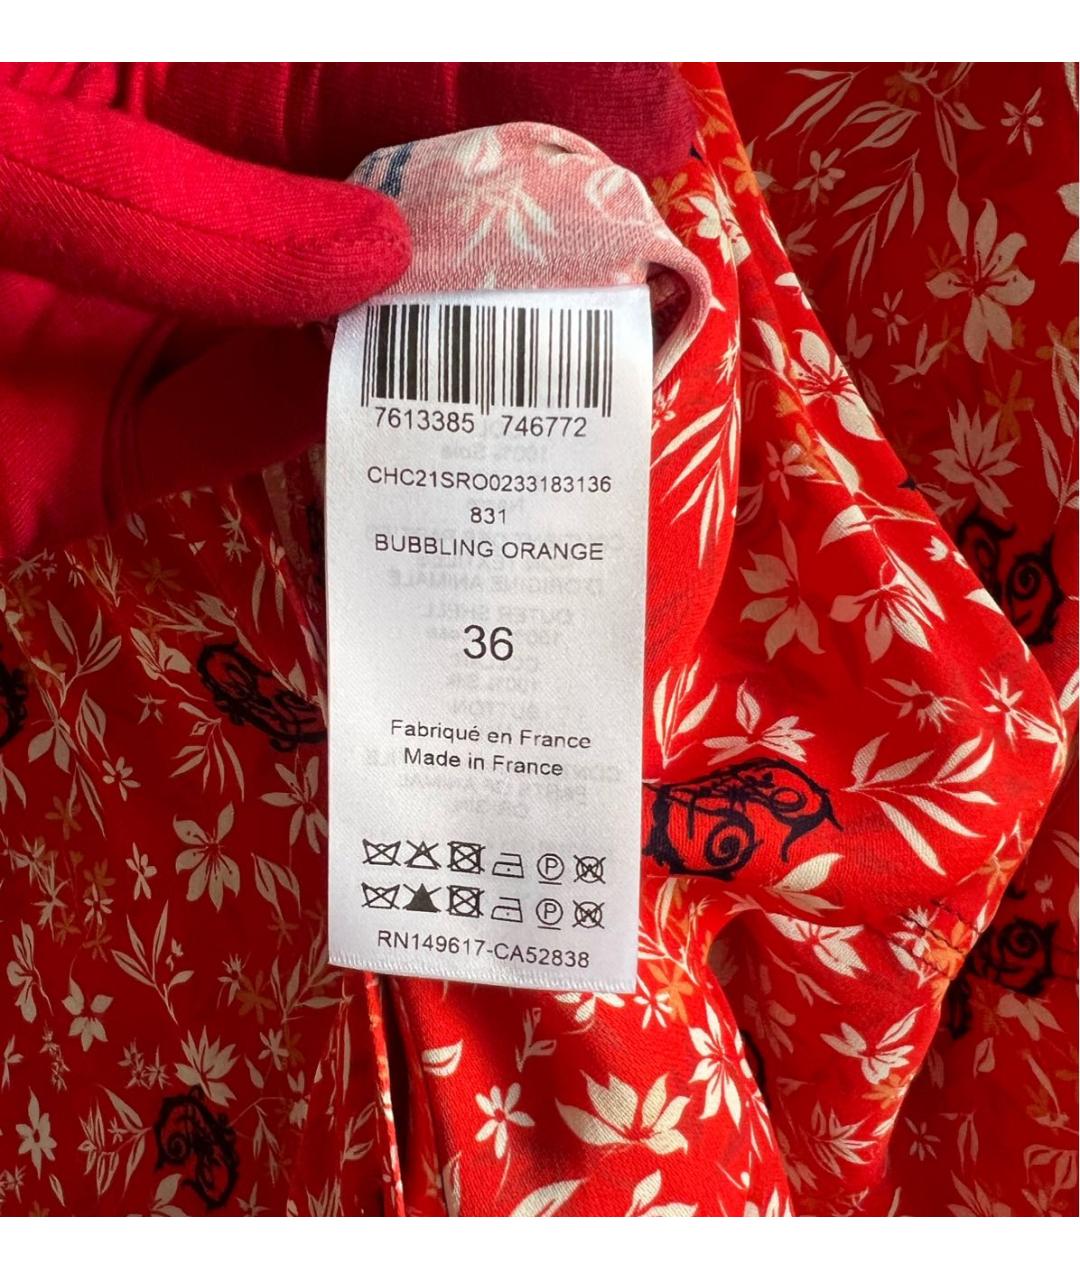 7613385 746772
CHC21SRO0233183136
831
BUBBLING ORANGE
36
Fabriqué en France
Made in France
P
P
RN149617-CA52838